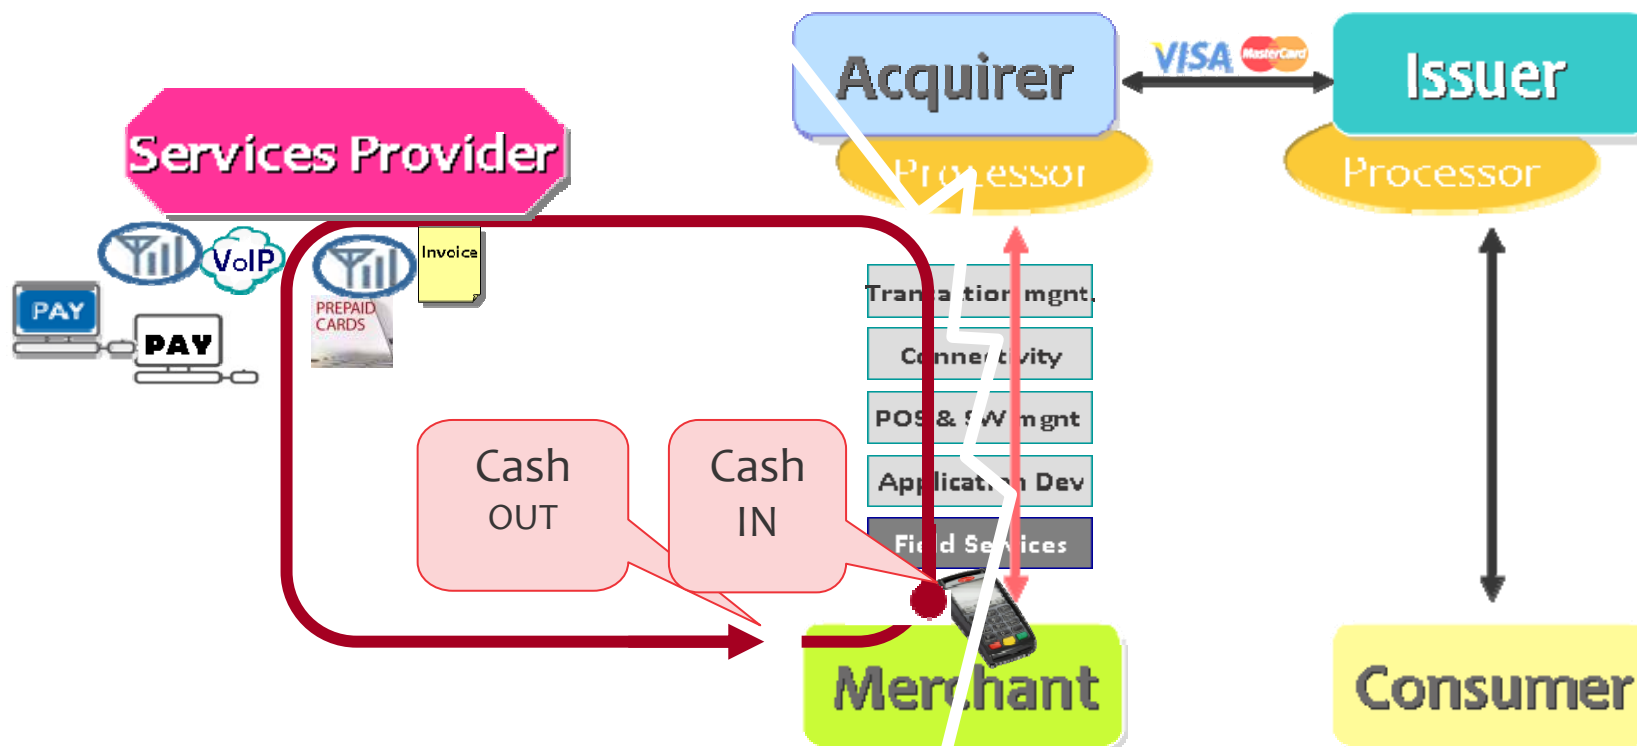 Acquirer
VISA
MasterCard
Issuer
Services Provider
Processor
Processor
VoIP
Invoice
PAY
PREPAID
CARDS
PAY
Transaction mgnt.
Connectivity
POS & SW mgnt
Application Dev
Field Services
Cash
OUT
Cash
IN
Merchant
Consumer